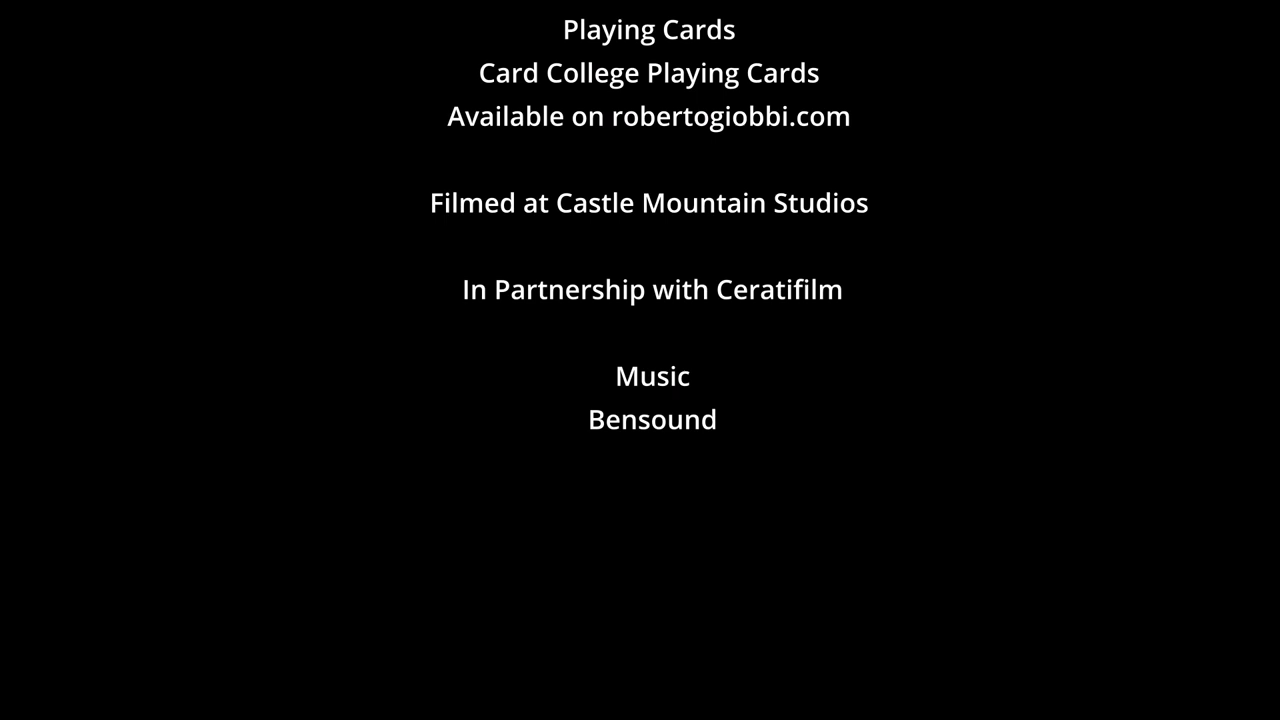 Playing Cards
Card College Playing Cards
Available on robertogiobbi.com
Filmed at Castle Mountain Studios
In Partnership with Ceratifilm
Music
Bensound